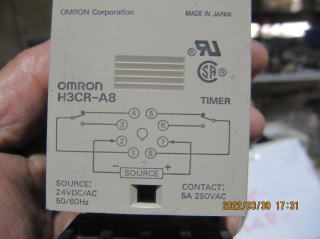 OMRON Corporation MADE IN JAPAN
omron
H3CR-A8 TIMER
4 5
3 6
2 7
1 8
− SOURCE +
SOURCE: CONTACT:
24VDC/AC 5A 250VAC
50/60Hz
2022/03/30 17:31